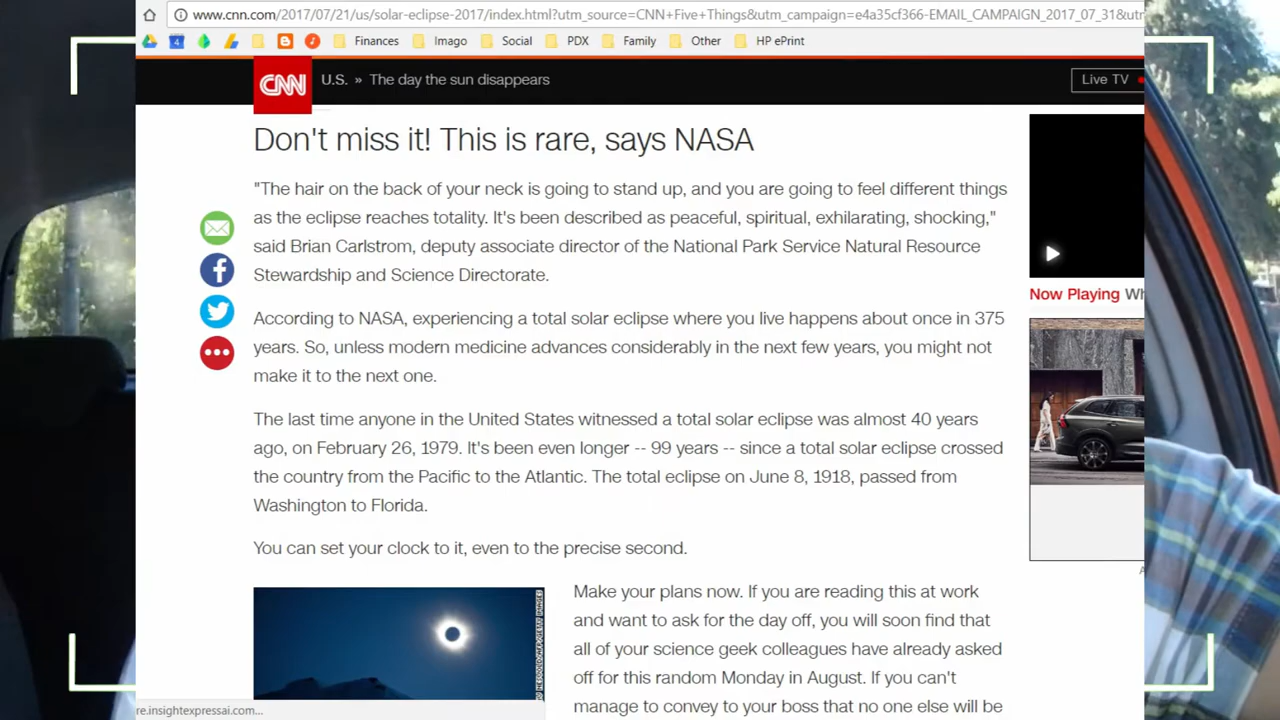 www.cnn.com/2017/07/21/us/solar-eclipse-2017/index.html?utm_source=CNN+Five+Things&utm_campaign=e4a35cf366-EMAIL_CAMPAIGN_2017_07_31&utm
4
Finances Imago Social PDX Family Other HP ePrint
CNN U.S. » The day the sun disappears Live TV
Don't miss it! This is rare, says NASA
"The hair on the back of your neck is going to stand up, and you are going to feel different things
as the eclipse reaches totality. It's been described as peaceful, spiritual, exhilarating, shocking,"
said Brian Carlstrom, deputy associate director of the National Park Service Natural Resource
Stewardship and Science Directorate.
Now Playing Wh
According to NASA, experiencing a total solar eclipse where you live happens about once in 375
years. So, unless modern medicine advances considerably in the next few years, you might not
make it to the next one.
The last time anyone in the United States witnessed a total solar eclipse was almost 40 years
ago, on February 26, 1979. It's been even longer -- 99 years -- since a total solar eclipse crossed
the country from the Pacific to the Atlantic. The total eclipse on June 8, 1918, passed from
Washington to Florida.
You can set your clock to it, even to the precise second.
Make your plans now. If you are reading this at work
and want to ask for the day off, you will soon find that
all of your science geek colleagues have already asked
off for this random Monday in August. If you can't
manage to convey to your boss that no one else will be
re.insightexpressai.com...